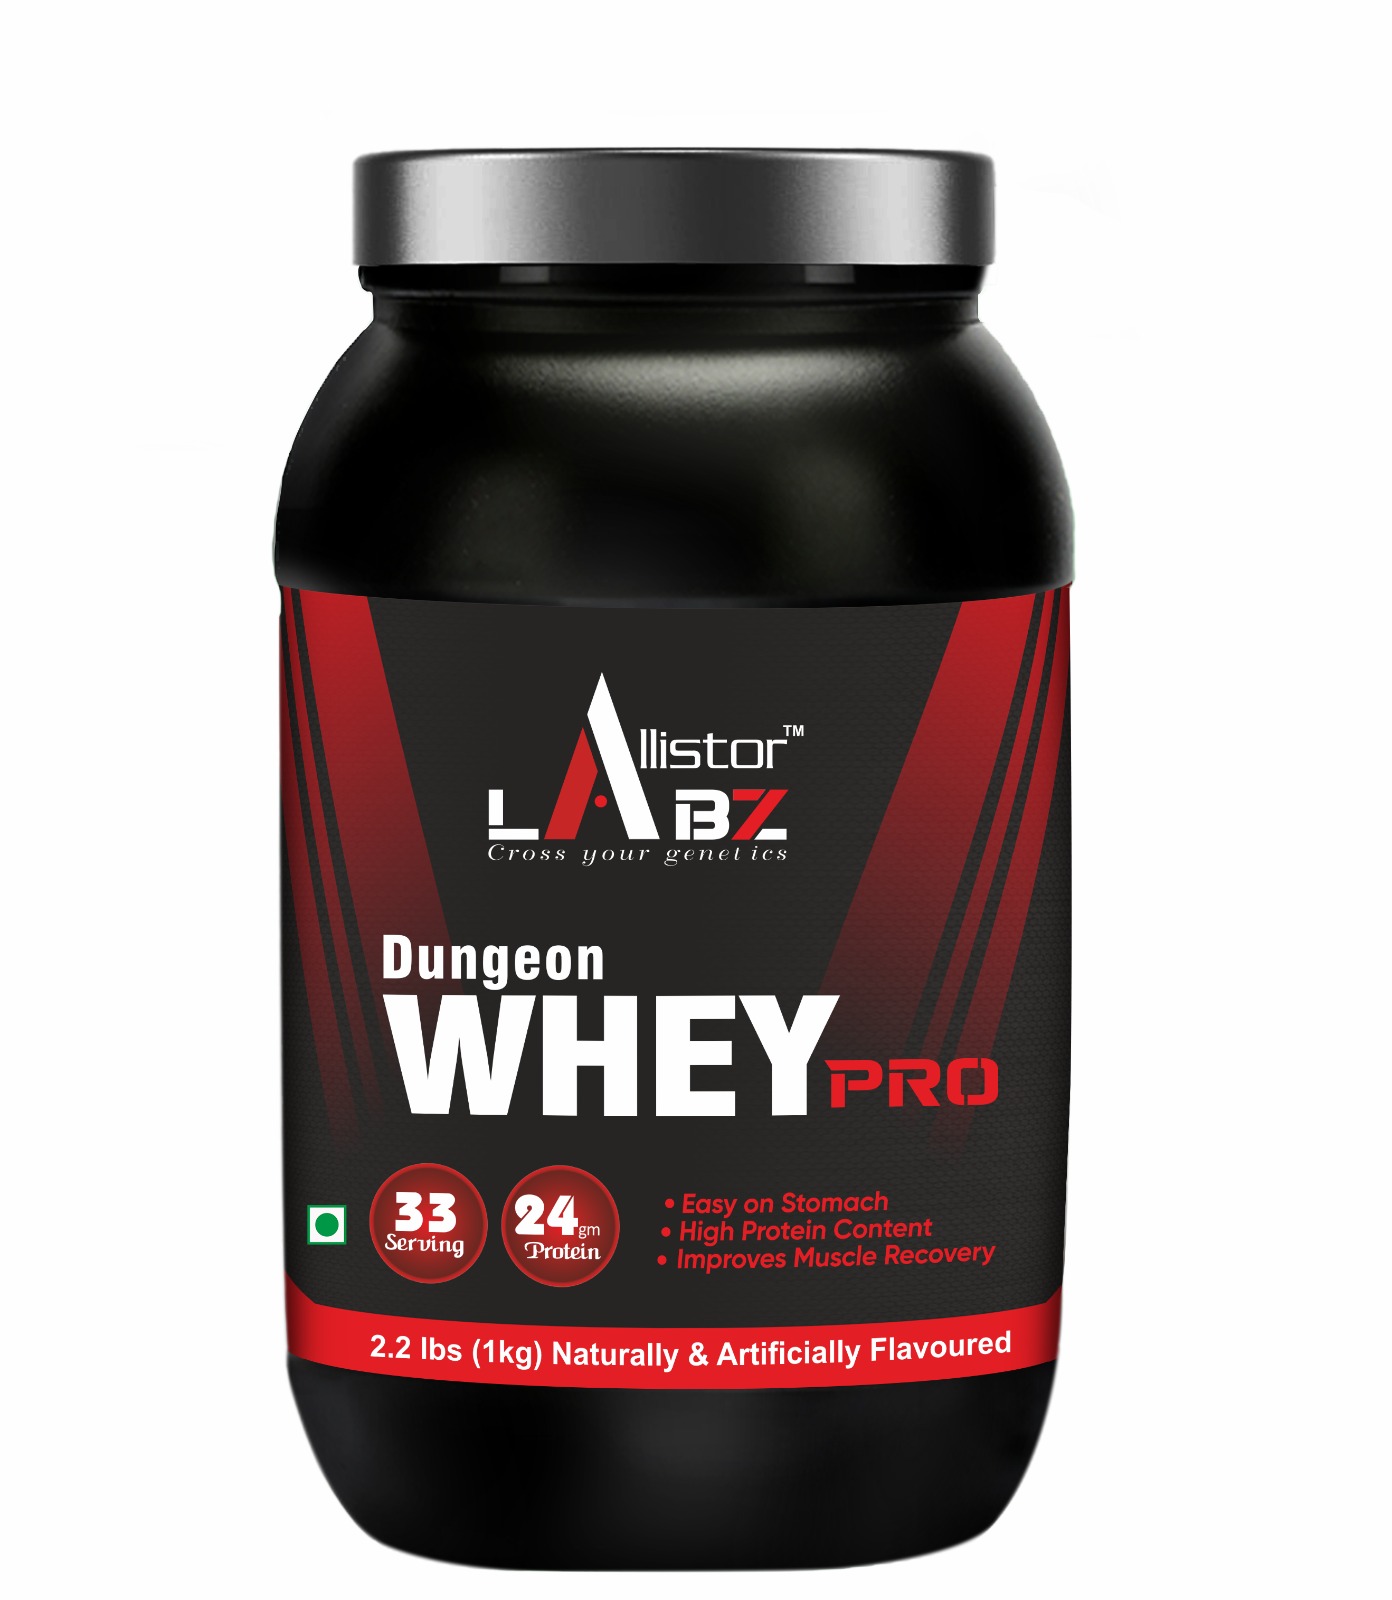 Allistor™
LABZ
Cross your genetics
Dungeon
WHEY PRO
33
Serving
24gm
Protein
• Easy on Stomach
• High Protein Content
• Improves Muscle Recovery
2.2 lbs (1kg) Naturally & Artificially Flavoured